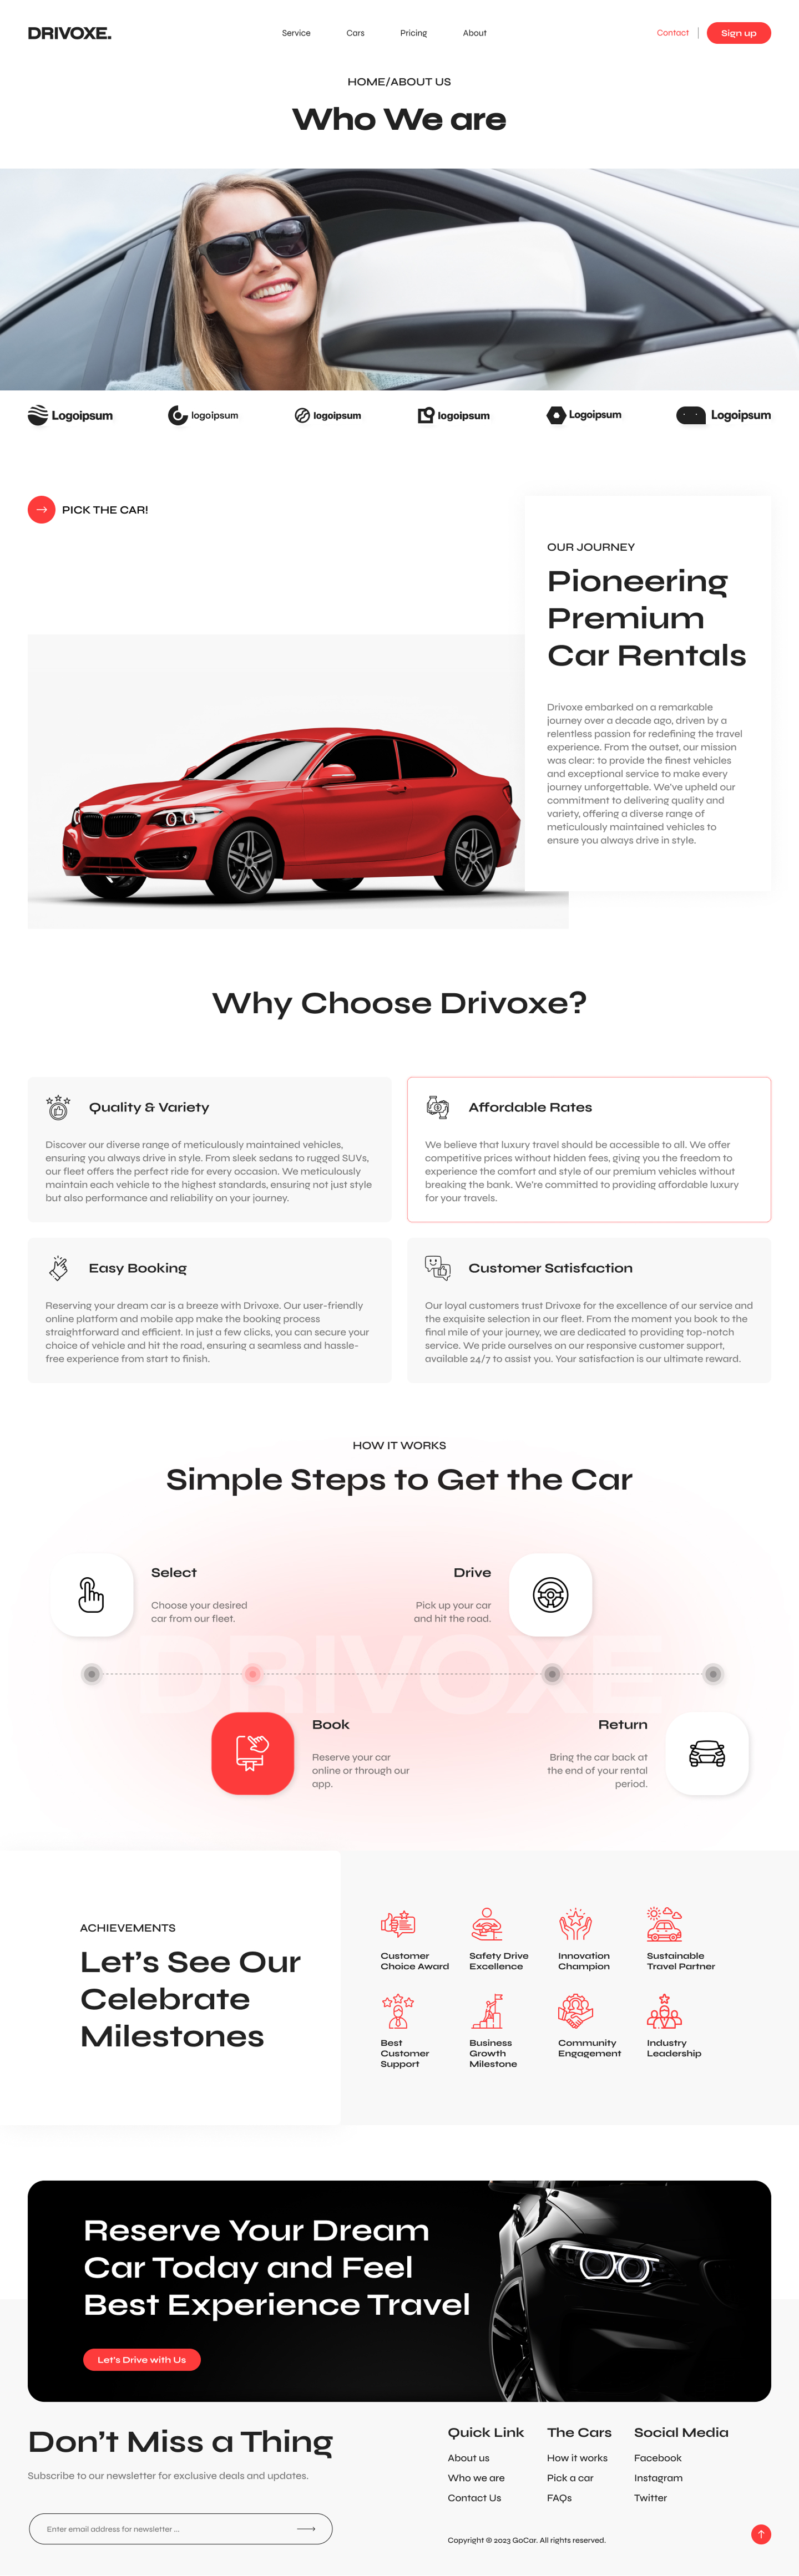 DRIVOXE.
Service
Cars
Pricing
About
Contact
Sign up
HOME/ABOUT US
Who We are
Logoipsum
logoipsum
logoipsum
logoipsum
Logoipsum
Logoipsum
PICK THE CAR!
OUR JOURNEY
Pioneering
Premium
Car Rentals
Drivoxe embarked on a remarkable
journey over a decade ago, driven by a
relentless passion for redefining the travel
experience. From the outset, our mission
was clear: to provide the finest vehicles
and exceptional service to make every
journey unforgettable. We've upheld our
commitment to delivering quality and
variety, offering a diverse range of
meticulously maintained vehicles to
ensure you always drive in style.
Why Choose Drivoxe?
Quality & Variety
Discover our diverse range of meticulously maintained vehicles,
ensuring you always drive in style. From sleek sedans to rugged SUVs,
our fleet offers the perfect ride for every occasion. We meticulously
maintain each vehicle to the highest standards, ensuring not just style
but also performance and reliability on your journey.
Affordable Rates
We believe that luxury travel should be accessible to all. We offer
competitive prices without hidden fees, giving you the freedom to
experience the comfort and style of our premium vehicles without
breaking the bank. We're committed to providing affordable luxury
for your travels.
Easy Booking
Reserving your dream car is a breeze with Drivoxe. Our user-friendly
online platform and mobile app make the booking process
straightforward and efficient. In just a few clicks, you can secure your
choice of vehicle and hit the road, ensuring a seamless and hassle-
free experience from start to finish.
Customer Satisfaction
Our loyal customers trust Drivoxe for the excellence of our service and
the exquisite selection in our fleet. From the moment you book to the
final mile of your journey, we are dedicated to providing top-notch
service. We pride ourselves on our responsive customer support,
available 24/7 to assist you. Your satisfaction is our ultimate reward.
HOW IT WORKS
Simple Steps to Get the Car
Select
Choose your desired
car from our fleet.
Drive
Pick up your car
and hit the road.
DRIVOXE
Book
Reserve your car
online or through our
app.
Return
Bring the car back at
the end of your rental
period.
ACHIEVEMENTS
Let's See Our
Celebrate
Milestones
Customer
Choice Award
Safety Drive
Excellence
Innovation
Champion
Sustainable
Travel Partner
Best
Customer
Support
Business
Growth
Milestone
Community
Engagement
Industry
Leadership
Reserve Your Dream
Car Today and Feel
Best Experience Travel
Let's Drive with Us
Don't Miss a Thing
Subscribe to our newsletter for exclusive deals and updates.
Enter email address for newsletter ...
Quick Link
About us
Who we are
Contact Us
The Cars
How it works
Pick a car
FAQs
Social Media
Facebook
Instagram
Twitter
Copyright ® 2023 GoCar. All rights reserved.